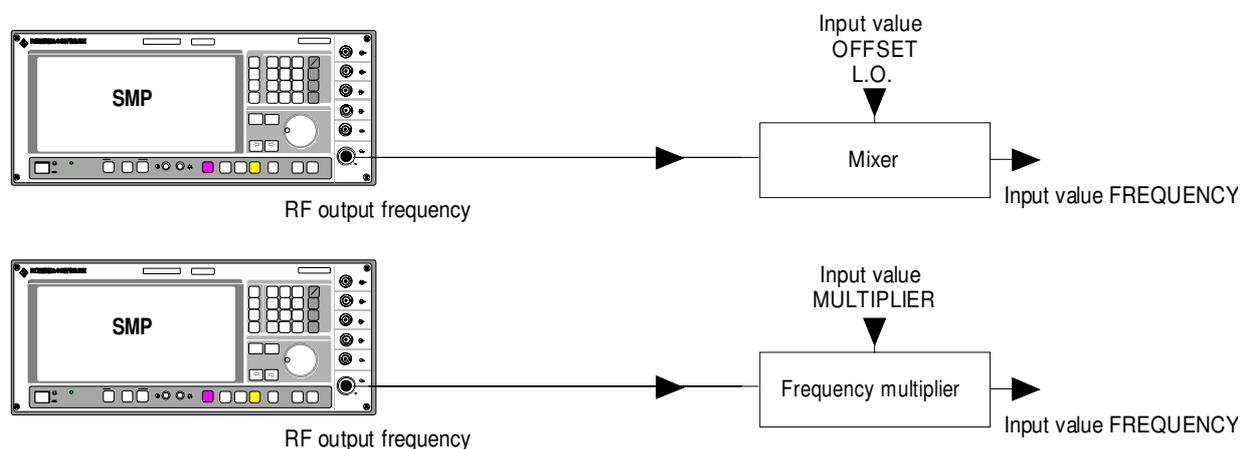 Input value
OFFSET
L.O.
SMP
Mixer
Input value FREQUENCY
RF output frequency
Input value
MULTIPLIER
SMP
Frequency multiplier
Input value FREQUENCY
RF output frequency